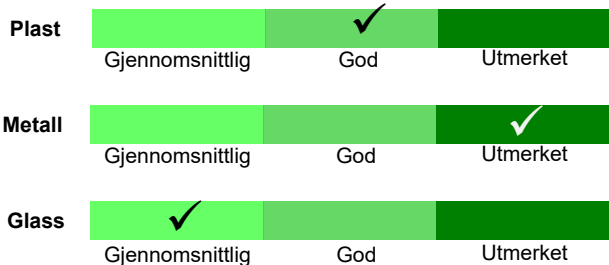 Plast
Gjennomsnittlig God Utmerket
Metall
Gjennomsnittlig God Utmerket
Glass
Gjennomsnittlig God Utmerket